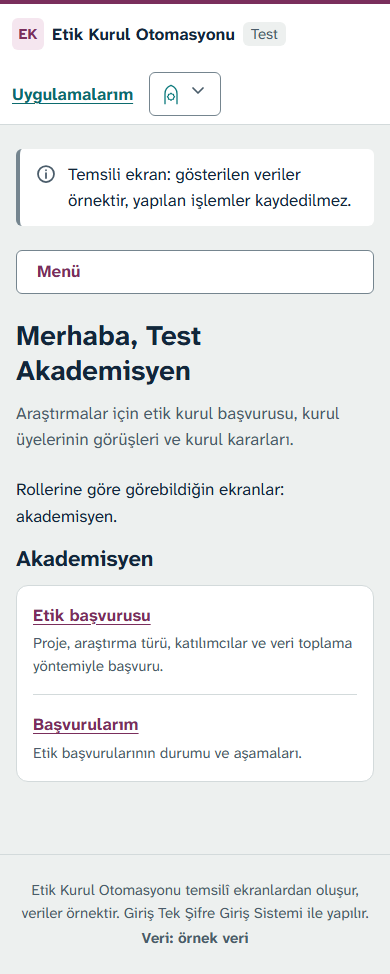 EK Etik Kurul Otomasyonu Test
Uygulamalarım
Temsili ekran: gösterilen veriler
örnektir, yapılan işlemler kaydedilmez.
Menü
Merhaba, Test
Akademisyen
Araştırmalar için etik kurul başvurusu, kurul
üyelerinin görüşleri ve kurul kararları.
Rollerine göre görebildiğin ekranlar:
akademisyen.
Akademisyen
Etik başvurusu
Proje, araştırma türü, katılımcılar ve veri toplama
yöntemiyle başvuru.
Başvurularım
Etik başvurularının durumu ve aşamaları.
Etik Kurul Otomasyonu temsilî ekranlardan oluşur,
veriler örnektir. Giriş Tek Şifre Giriş Sistemi ile yapılır.
Veri: örnek veri